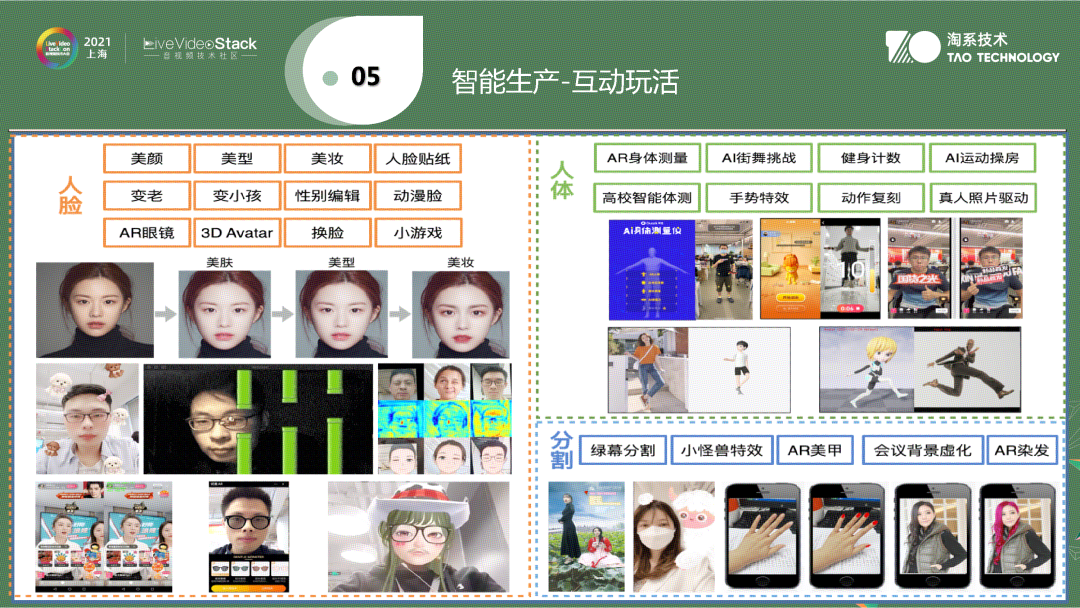 2021
上海
LiveVideoStack
音视频技术社区
05
智能生产-互动玩活
淘系技术
TAO TECHNOLOGY
人脸
美颜
美型
美妆
人脸贴纸
变老
变小孩
性别编辑
动漫脸
AR眼镜
3D Avatar
换脸
小游戏
美肤
美型
美妆
人体
AR身体测量
AI街舞挑战
健身计数
AI运动操房
高校智能体测
手势特效
动作复刻
真人照片驱动
AI身体测量仪
分割
绿幕分割
小怪兽特效
AR美甲
会议背景虚化
AR染发